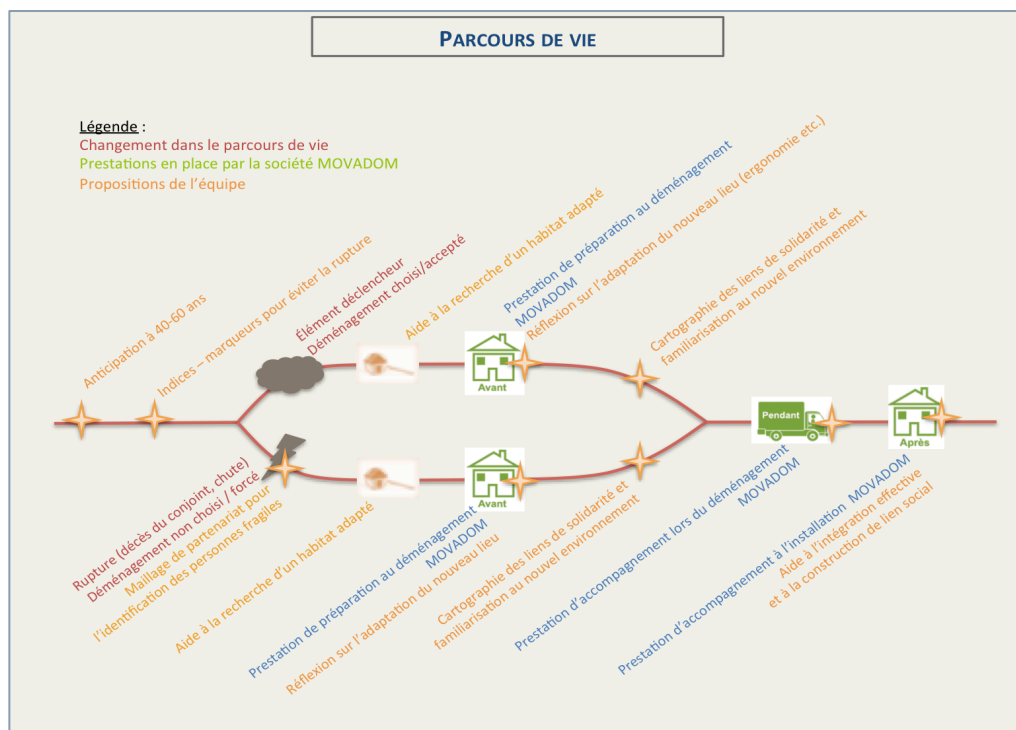 PARCOURS DE VIE
Légende :
Changement dans le parcours de vie
Prestations en place par la société MOVADOM
Propositions de l'équipe
Anticipation à 40-60 ans
Indices – marqueurs pour éviter la rupture
Élément déclencheur
Déménagement choisi/accepté
Aide à la recherche d'un habitat adapté
Prestation de préparation au déménagement
MOVADOM
Réflexion sur l'adaptation du nouveau lieu (ergonomie etc.)
Cartographie des liens de solidarité et
familiarisation au nouvel environnement
Avant
Pendant
Après
Avant
Rupture (décès du conjoint, chute)
Déménagement non choisi / forcé
Maillage de partenariat pour
l'identification des personnes fragiles
Aide à la recherche d'un habitat adapté
Prestation de préparation au déménagement
MOVADOM
Réflexion sur l'adaptation du nouveau lieu
Cartographie des liens de solidarité et
familiarisation au nouvel environnement
Prestation d'accompagnement lors du déménagement
MOVADOM
Prestation d'accompagnement à l'installation MOVADOM
Aide à l'intégration effective
et à la construction de lien social